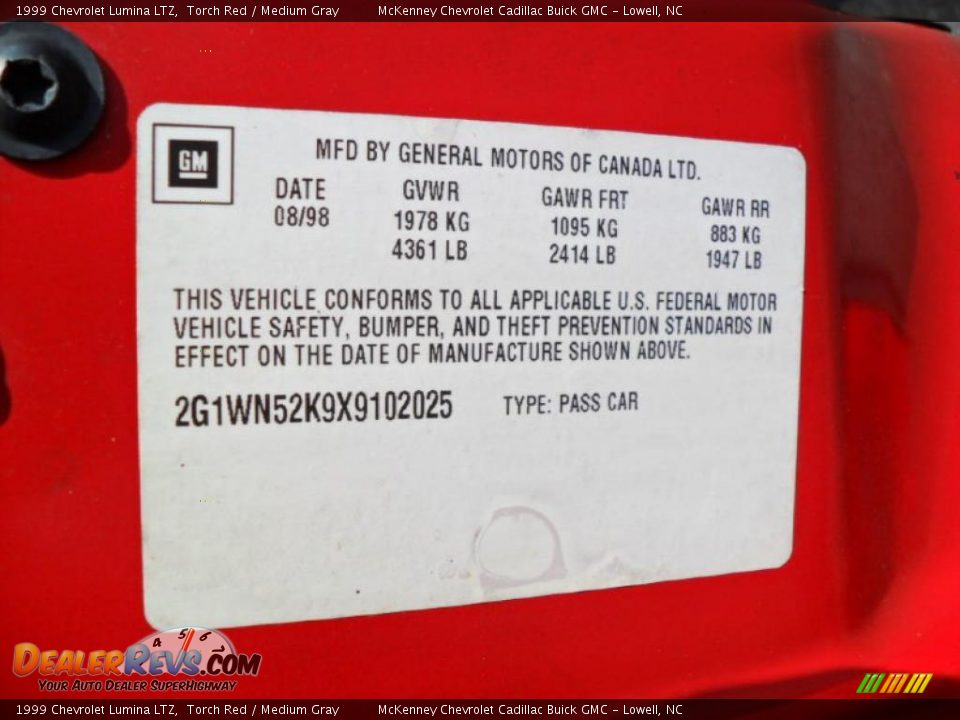 1999 Chevrolet Lumina LTZ, Torch Red / Medium Gray McKenney Chevrolet Cadillac Buick GMC - Lowell, NC
GM
MFD BY GENERAL MOTORS OF CANADA LTD.
DATE GVWR GAWR FRT GAWR RR
08/98 1978 KG 1095 KG 883 KG
4361 LB 2414 LB 1947 LB
THIS VEHICLE CONFORMS TO ALL APPLICABLE U.S. FEDERAL MOTOR
VEHICLE SAFETY, BUMPER, AND THEFT PREVENTION STANDARDS IN
EFFECT ON THE DATE OF MANUFACTURE SHOWN ABOVE.
2G1WN52K9X9102025 TYPE: PASS CAR
4 5 6
DEALERREVS.COM
YOUR AUTO DEALER SUPERHIGHWAY
1999 Chevrolet Lumina LTZ, Torch Red / Medium Gray McKenney Chevrolet Cadillac Buick GMC - Lowell, NC